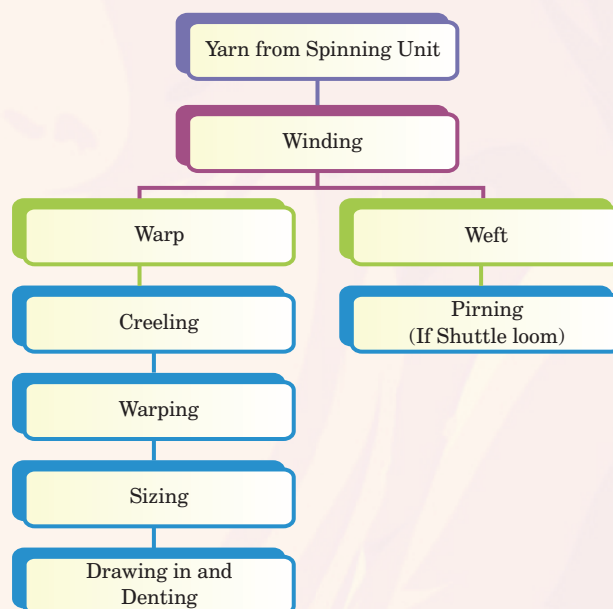 Yarn from Spinning Unit
Winding
Warp
Weft
Creeling
Pirning
(If Shuttle loom)
Warping
Sizing
Drawing in and
Denting